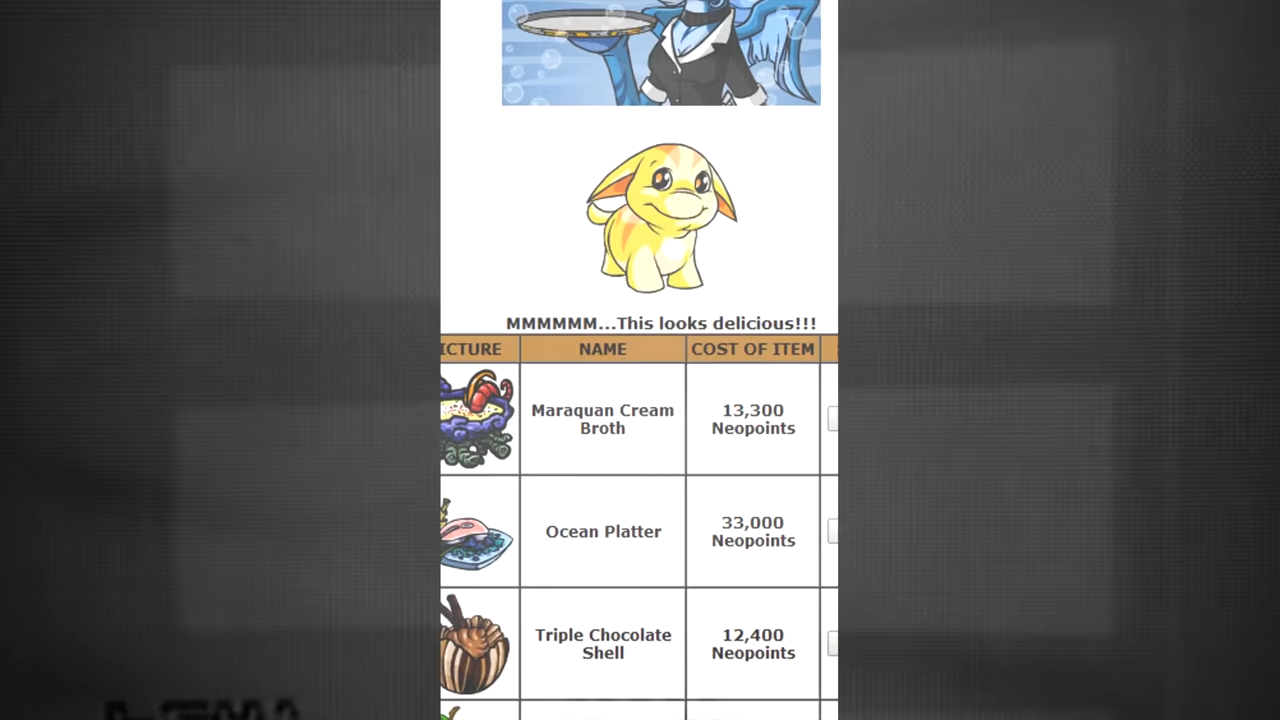 MMMMMM...This looks delicious!!!
ICTURE NAME COST OF ITEM
Maraquan Cream
Broth
13,300
Neopoints
Ocean Platter
33,000
Neopoints
Triple Chocolate
Shell
12,400
Neopoints